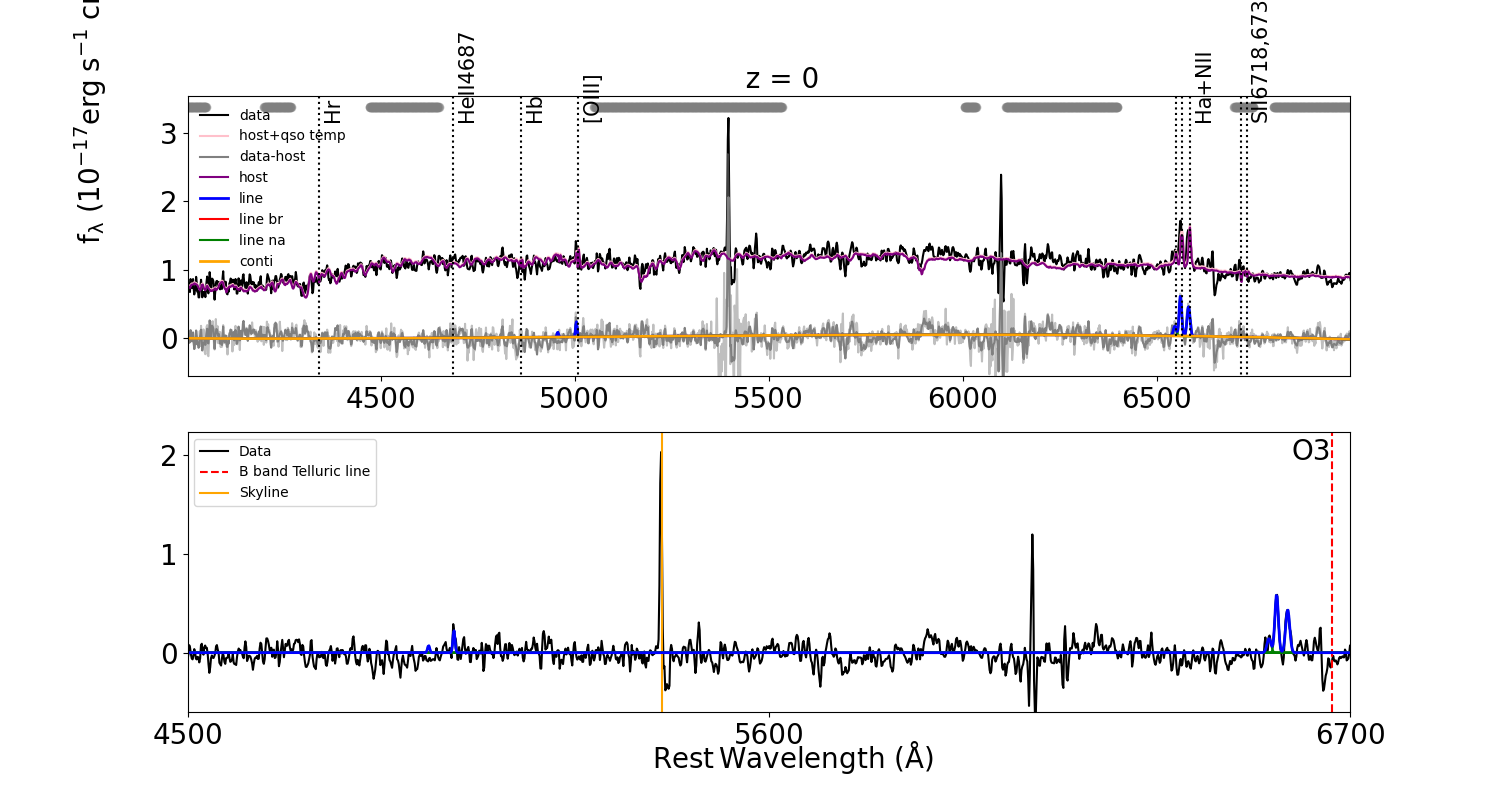 z = 0
fλ (10⁻¹⁷erg s⁻¹ c
Hr
HeII4687
Hb
[OIII]
Ha+NII
SII6718,673
data
host+qso temp
data-host
host
line
line br
line na
conti
3
2
1
0
4500 5000 5500 6000 6500
Data
B band Telluric line
Skyline
O3
2
1
0
4500 5600 6700
Rest Wavelength (Å)